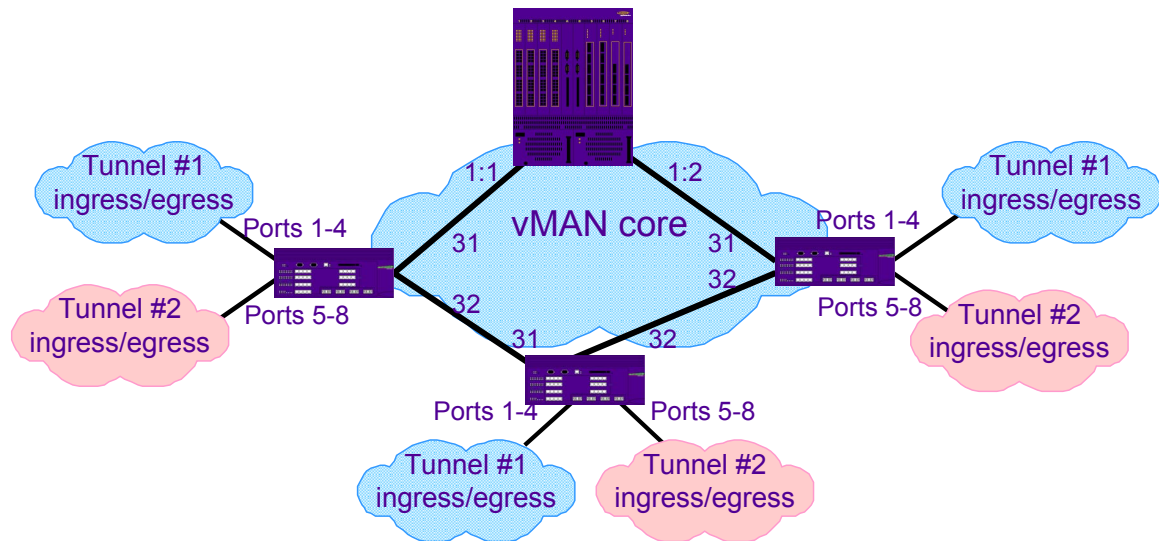 Tunnel #1
ingress/egress
Ports 1-4
Tunnel #2
ingress/egress
Ports 5-8
1:1
1:2
vMAN core
31
32
31
31
32
32
Ports 1-4
Tunnel #1
ingress/egress
Ports 5-8
Tunnel #2
ingress/egress
Ports 1-4
Ports 5-8
Tunnel #1
ingress/egress
Tunnel #2
ingress/egress